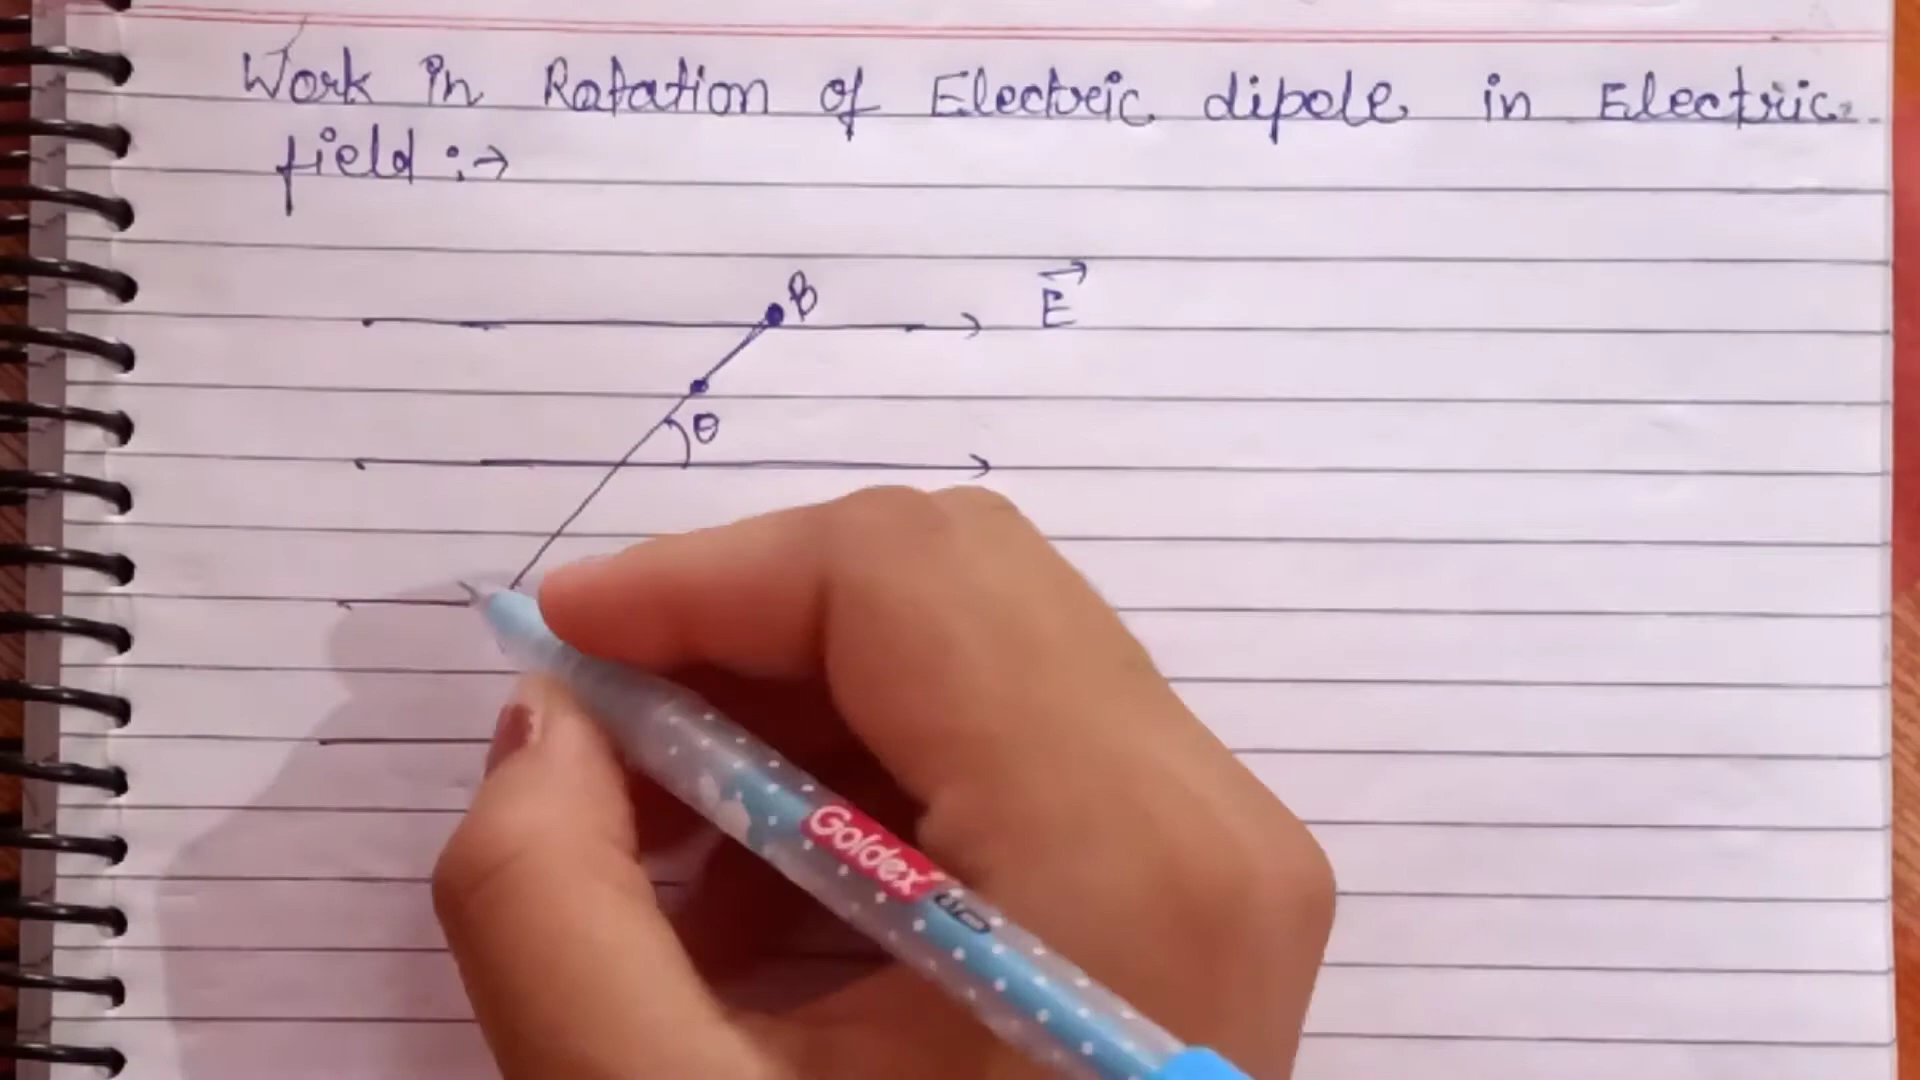 Work in Rotation of Electric dipole in Electric
field :→
B
E
θ
Goldex